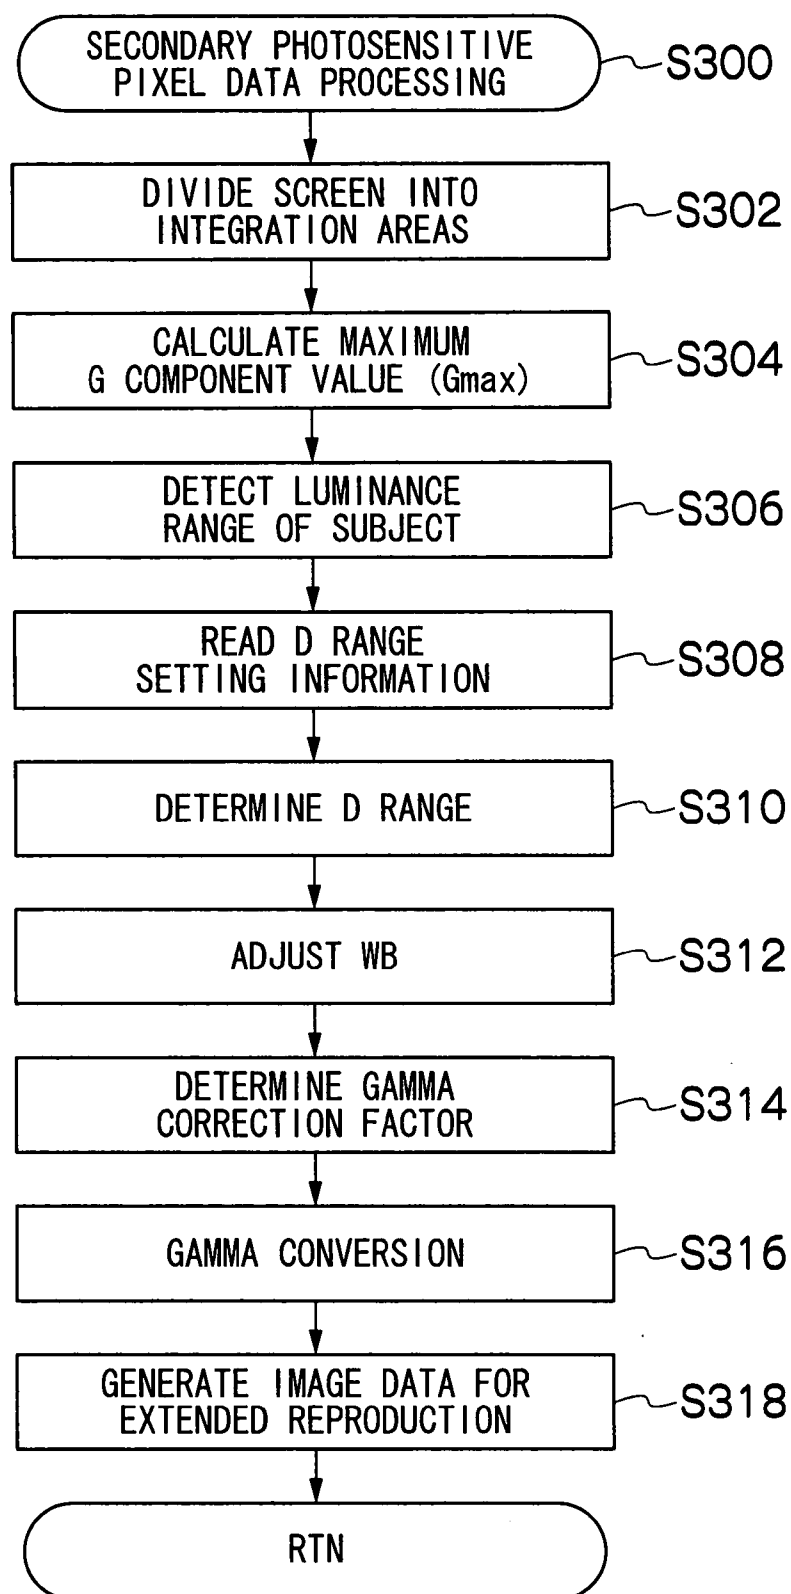 SECONDARY PHOTOSENSITIVE
PIXEL DATA PROCESSING
S300
DIVIDE SCREEN INTO
INTEGRATION AREAS
S302
CALCULATE MAXIMUM
G COMPONENT VALUE (Gmax)
S304
DETECT LUMINANCE
RANGE OF SUBJECT
S306
READ D RANGE
SETTING INFORMATION
S308
DETERMINE D RANGE
S310
ADJUST WB
S312
DETERMINE GAMMA
CORRECTION FACTOR
S314
GAMMA CONVERSION
S316
GENERATE IMAGE DATA FOR
EXTENDED REPRODUCTION
S318
RTN